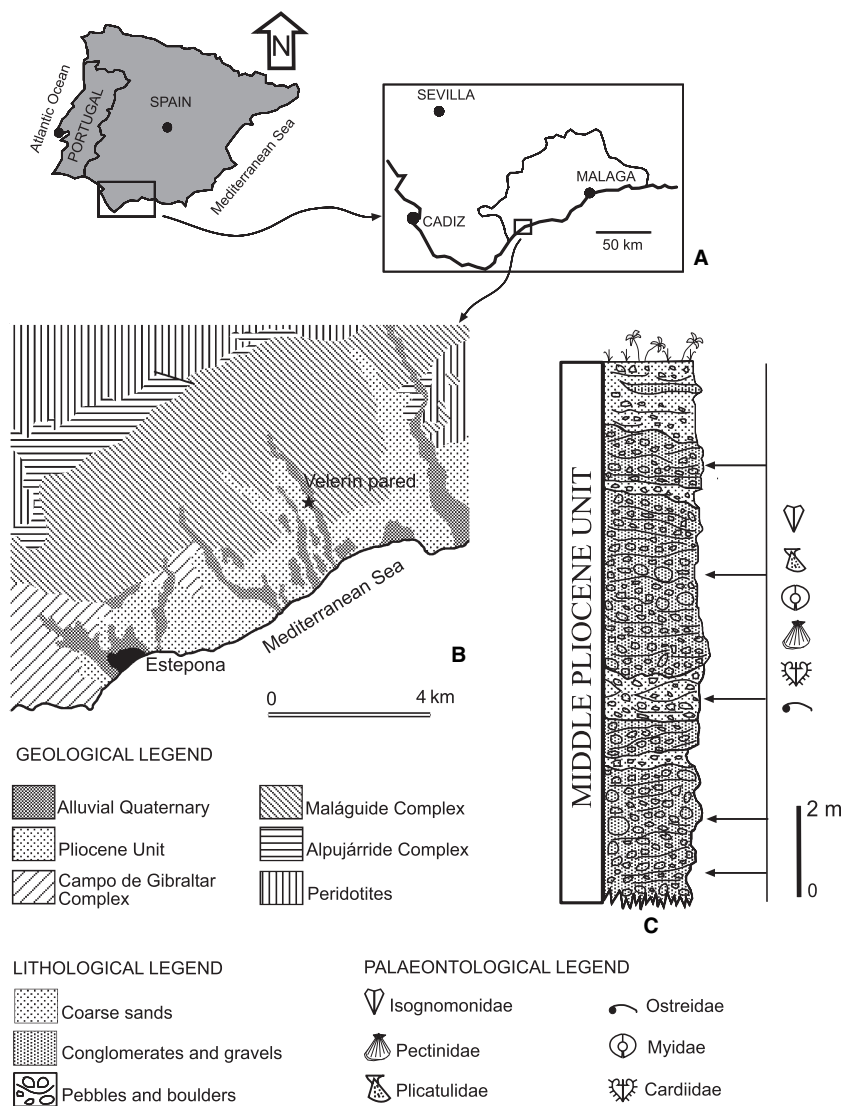 N
Atlantic Ocean
PORTUGAL
SPAIN
Mediterranean Sea
SEVILLA
MALAGA
CADIZ
50 km
A
Velerín pared
Mediterranean Sea
Estepona
B
0
4 km
MIDDLE PLIOCENE UNIT
2 m
0
C
GEOLOGICAL LEGEND
Alluvial Quaternary
Pliocene Unit
Campo de Gibraltar
Complex
Maláguide Complex
Alpujárride Complex
Peridotites
LITHOLOGICAL LEGEND
Coarse sands
Conglomerates and gravels
Pebbles and boulders
PALAEONTOLOGICAL LEGEND
Isognomonidae
Pectinidae
Plicatulidae
Ostreidae
Myidae
Cardiidae